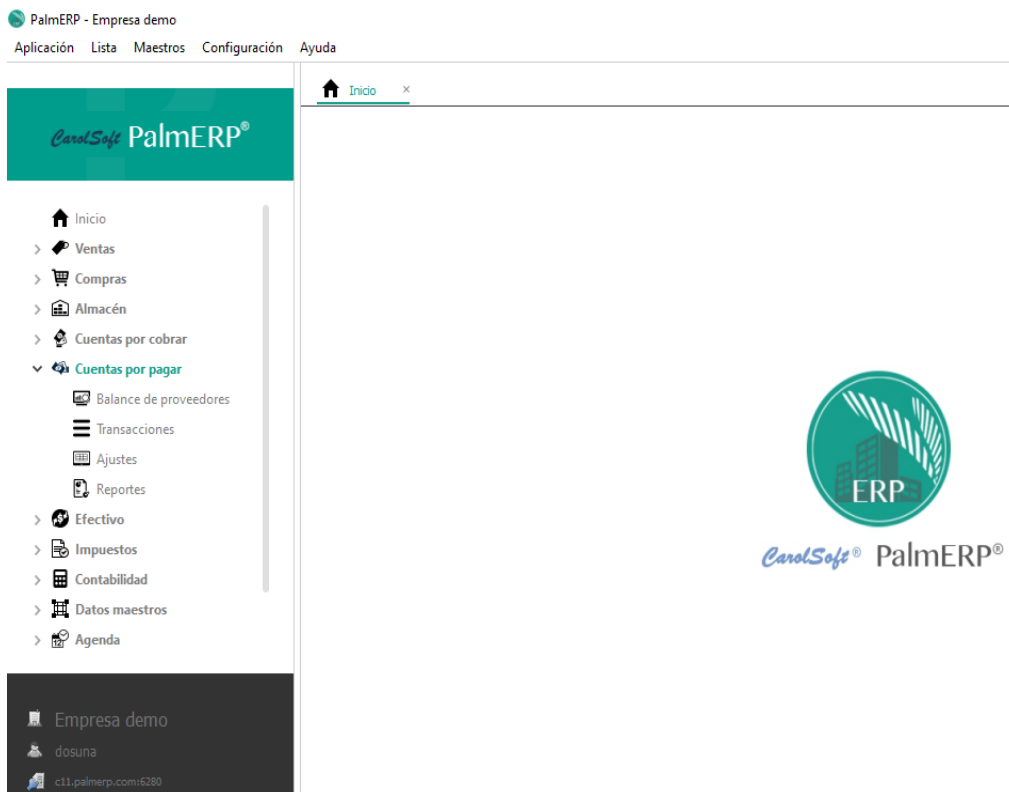 PalmERP - Empresa demo
Aplicación Lista Maestros Configuración Ayuda
Inicio ×
CarolSoft PalmERP®
Inicio
Ventas
Compras
Almacén
Cuentas por cobrar
Cuentas por pagar
Balance de proveedores
Transacciones
Ajustes
Reportes
Efectivo
Impuestos
Contabilidad
Datos maestros
Agenda
ERP
CarolSoft® PalmERP®
Empresa demo
dosuna
c11.palmerp.com:6280